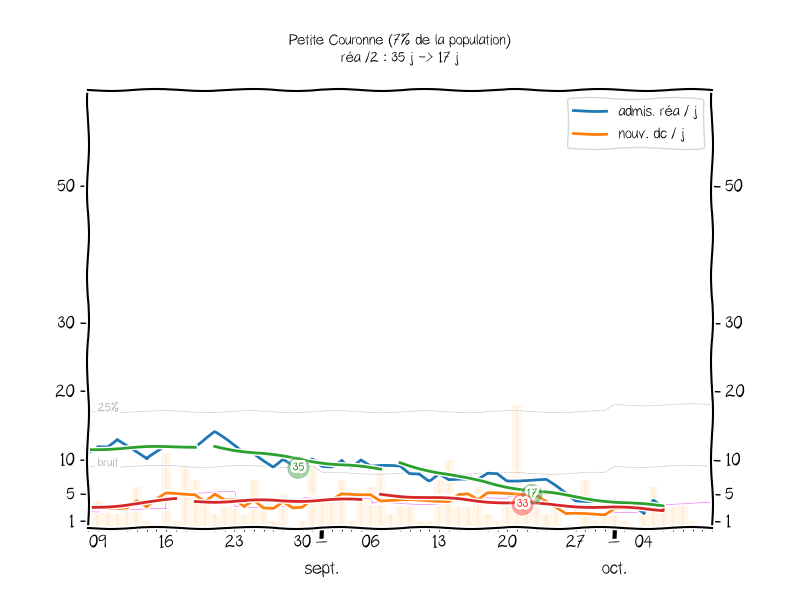 Petite Couronne (7% de la population)
réa /2 : 35 j -> 17 j
admis. réa / j
nouv. dc / j
50 50
30 30
20 20
25%
10 10
bruit
35
5 5
17
33
1 1
09 16 23 30 06 13 20 27 04
sept. oct.